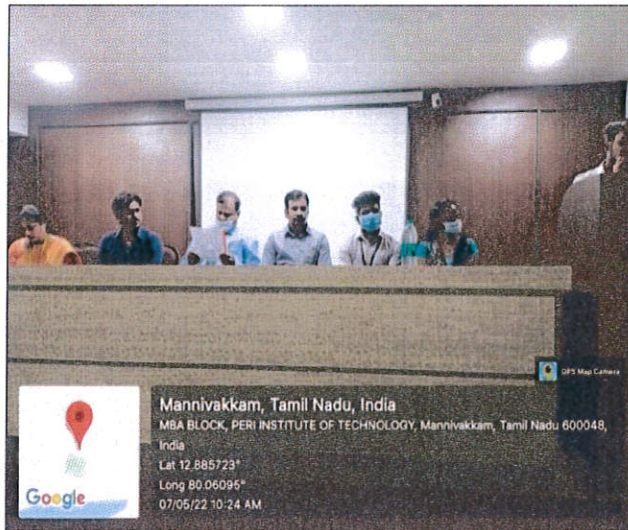 GPS Map Camera
Mannivakkam, Tamil Nadu, India
MBA BLOCK, PERI INSTITUTE OF TECHNOLOGY, Mannivakkam, Tamil Nadu 600048,
India
Lat 12.885723°
Long 80.06095°
07/05/22 10:24 AM
Google